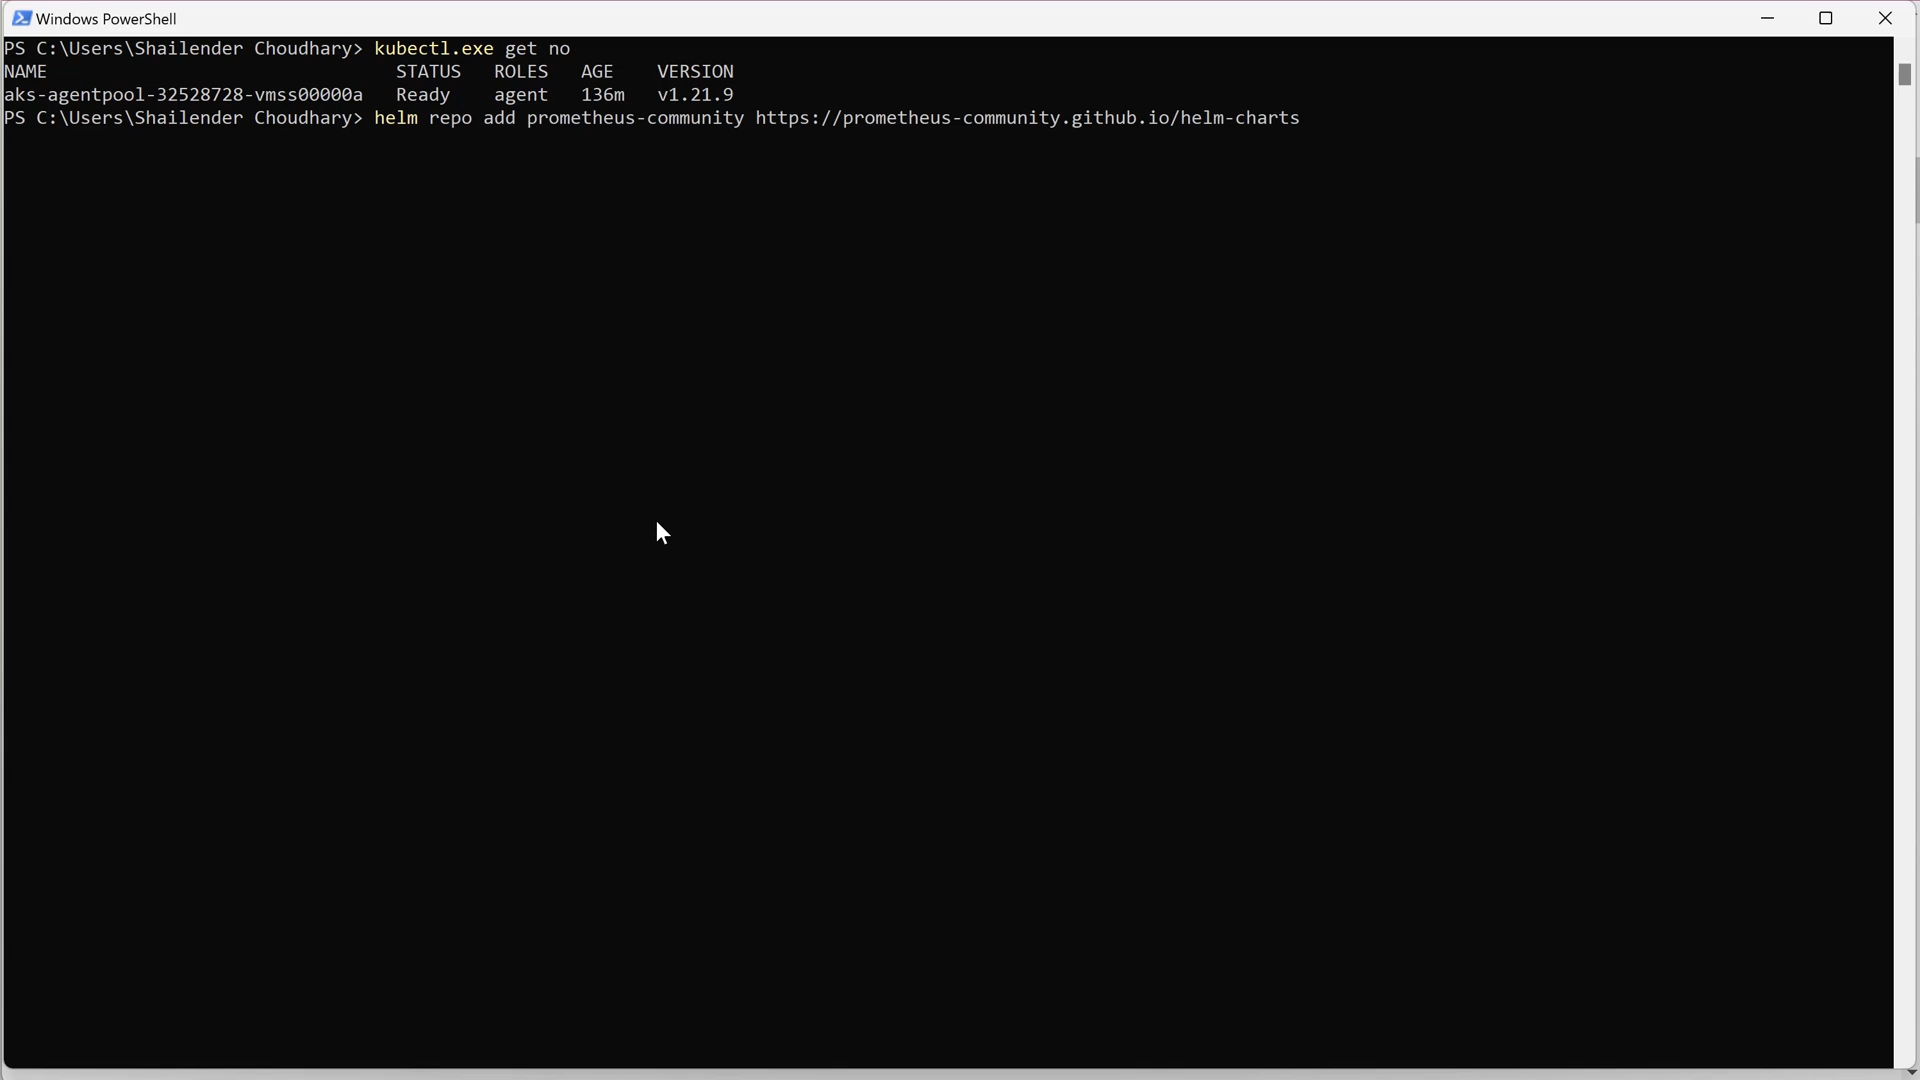 Windows PowerShell
PS C:\Users\Shailender Choudhary> kubectl.exe get no
NAME STATUS ROLES AGE VERSION
aks-agentpool-32528728-vmss00000a Ready agent 136m v1.21.9
PS C:\Users\Shailender Choudhary> helm repo add prometheus-community https://prometheus-community.github.io/helm-charts